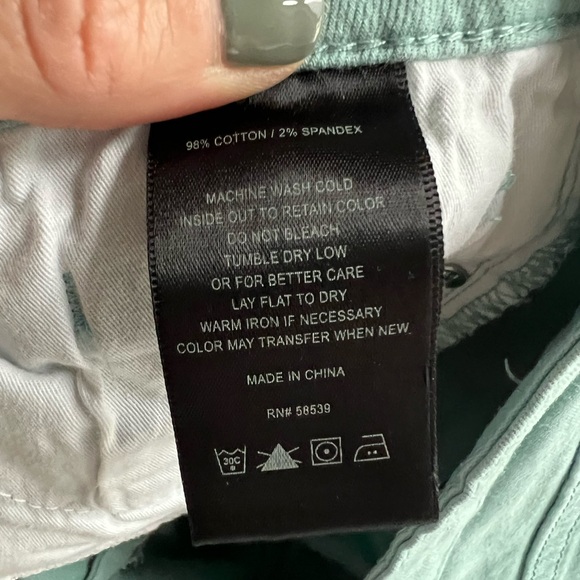 98% COTTON / 2% SPANDEX
MACHINE WASH COLD
INSIDE OUT TO RETAIN COLOR
DO NOT BLEACH
TUMBLE DRY LOW
OR FOR BETTER CARE
LAY FLAT TO DRY
WARM IRON IF NECESSARY
COLOR MAY TRANSFER WHEN NEW
MADE IN CHINA
RN# 58539
30C